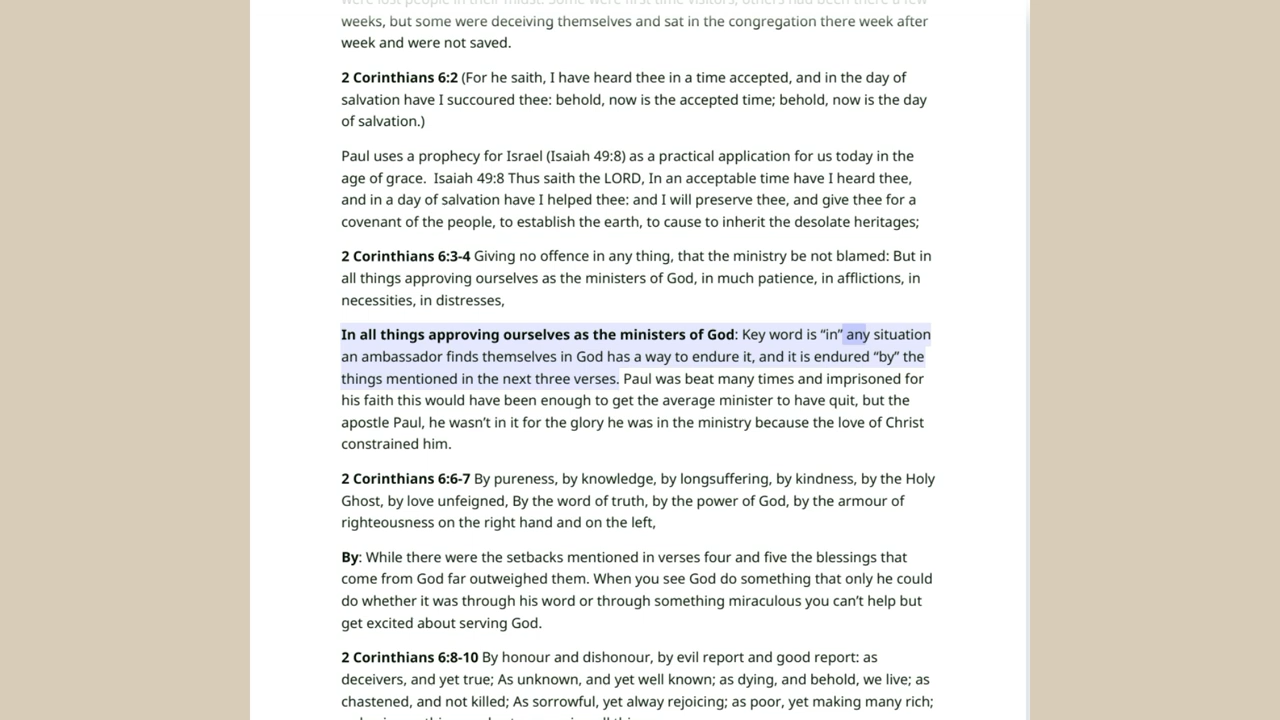 weeks, but some were deceiving themselves and sat in the congregation there week after
week and were not saved.
2 Corinthians 6:2 (For he saith, I have heard thee in a time accepted, and in the day of
salvation have I succoured thee: behold, now is the accepted time; behold, now is the day
of salvation.)
Paul uses a prophecy for Israel (Isaiah 49:8) as a practical application for us today in the
age of grace.  Isaiah 49:8 Thus saith the LORD, In an acceptable time have I heard thee,
and in a day of salvation have I helped thee: and I will preserve thee, and give thee for a
covenant of the people, to establish the earth, to cause to inherit the desolate heritages;
2 Corinthians 6:3-4 Giving no offence in any thing, that the ministry be not blamed: But in
all things approving ourselves as the ministers of God, in much patience, in afflictions, in
necessities, in distresses,
In all things approving ourselves as the ministers of God: Key word is “in” any situation
an ambassador finds themselves in God has a way to endure it, and it is endured “by” the
things mentioned in the next three verses. Paul was beat many times and imprisoned for
his faith this would have been enough to get the average minister to have quit, but the
apostle Paul, he wasn’t in it for the glory he was in the ministry because the love of Christ
constrained him.
2 Corinthians 6:6-7 By pureness, by knowledge, by longsuffering, by kindness, by the Holy
Ghost, by love unfeigned, By the word of truth, by the power of God, by the armour of
righteousness on the right hand and on the left,
By: While there were the setbacks mentioned in verses four and five the blessings that
come from God far outweighed them. When you see God do something that only he could
do whether it was through his word or through something miraculous you can’t help but
get excited about serving God.
2 Corinthians 6:8-10 By honour and dishonour, by evil report and good report: as
deceivers, and yet true; As unknown, and yet well known; as dying, and behold, we live; as
chastened, and not killed; As sorrowful, yet alway rejoicing; as poor, yet making many rich;